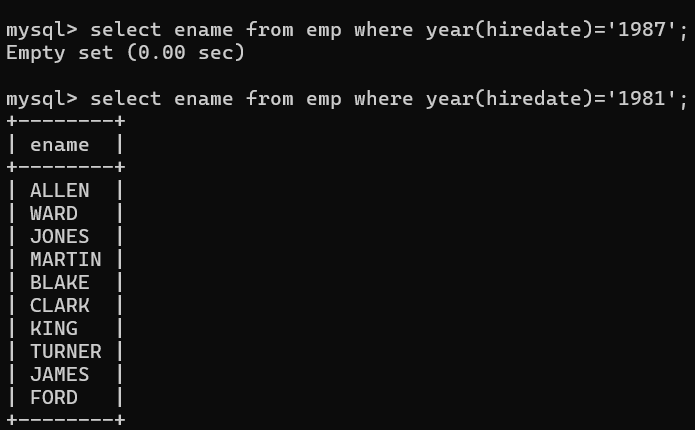 mysql> select ename from emp where year(hiredate)='1987';
Empty set (0.00 sec)
mysql> select ename from emp where year(hiredate)='1981';
+--------+
| ename  |
+--------+
| ALLEN  |
| WARD   |
| JONES  |
| MARTIN |
| BLAKE  |
| CLARK  |
| KING   |
| TURNER |
| JAMES  |
| FORD   |
+--------+